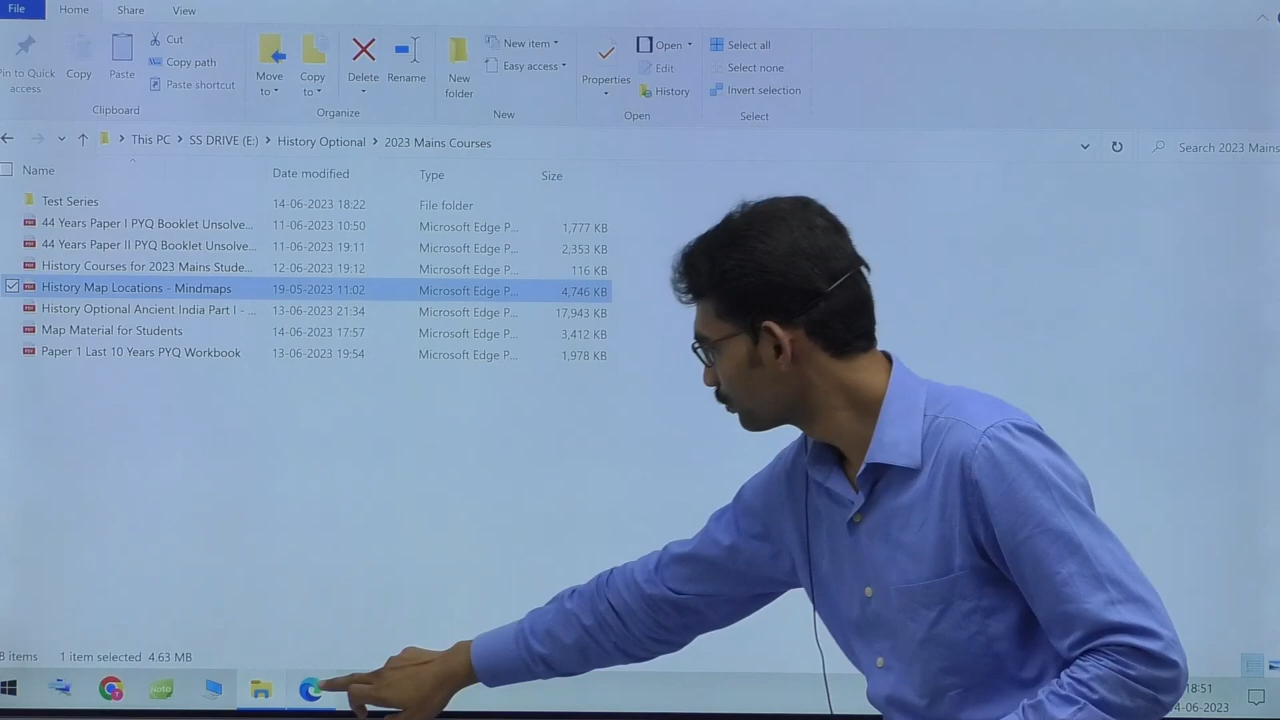 File Home Share View
Pin to Quick access
Copy
Paste
Cut
Copy path
Paste shortcut
Clipboard
Move to
Copy to
Delete
Rename
Organize
New folder
New item
Easy access
New
Properties
Open
Edit
History
Open
Select all
Select none
Invert selection
Select
This PC > SS DRIVE (E:) > History Optional > 2023 Mains Courses
Search 2023 Mains
Name Date modified Type Size
Test Series 14-06-2023 18:22 File folder
44 Years Paper I PYQ Booklet Unsolve... 11-06-2023 10:50 Microsoft Edge P... 1,777 KB
44 Years Paper II PYQ Booklet Unsolve... 11-06-2023 19:11 Microsoft Edge P... 2,353 KB
History Courses for 2023 Mains Stude... 12-06-2023 19:12 Microsoft Edge P... 116 KB
History Map Locations - Mindmaps 19-05-2023 11:02 Microsoft Edge P... 4,746 KB
History Optional Ancient India Part I - ... 13-06-2023 21:34 Microsoft Edge P... 17,943 KB
Map Material for Students 14-06-2023 17:57 Microsoft Edge P... 3,412 KB
Paper 1 Last 10 Years PYQ Workbook 13-06-2023 19:54 Microsoft Edge P... 1,978 KB
8 items 1 item selected 4.63 MB
Note
18:51
4-06-2023